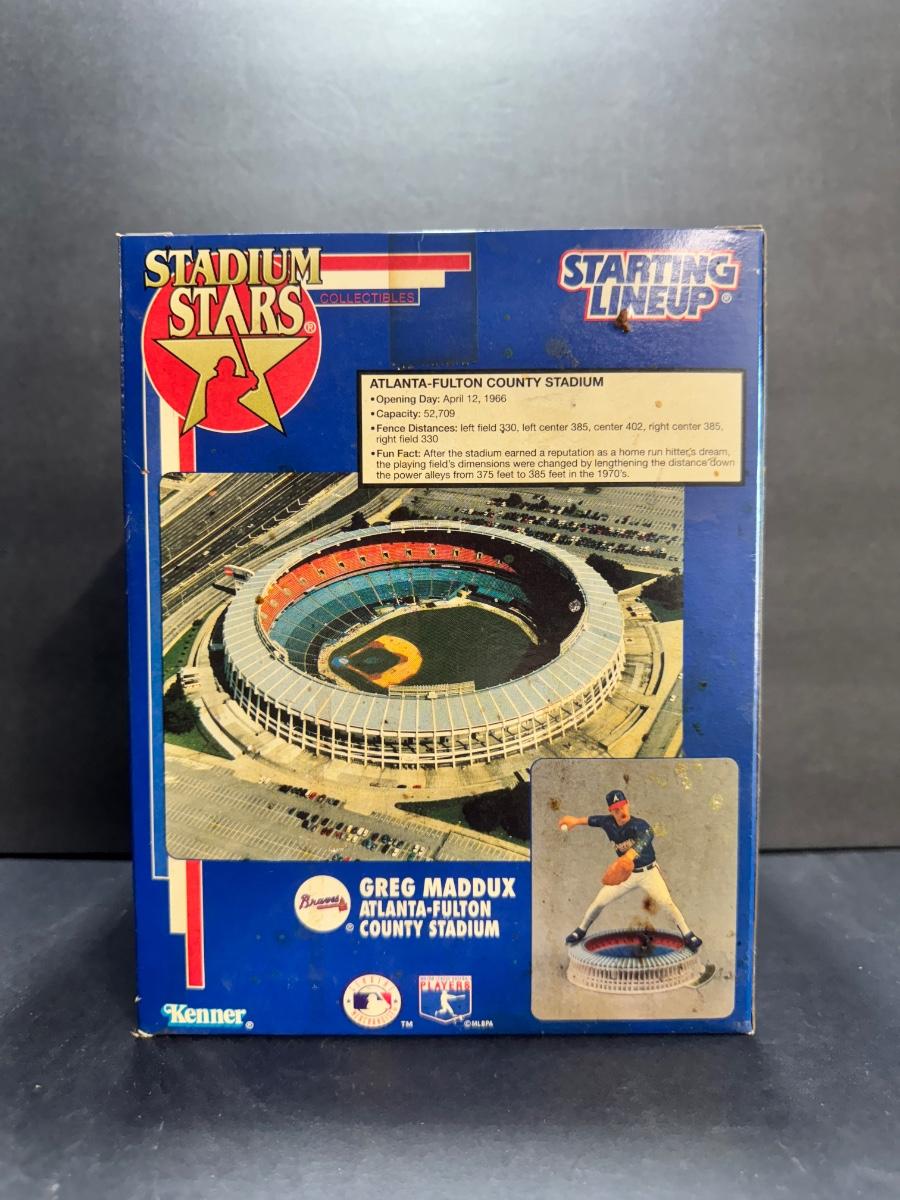 STADIUM
STARS®
COLLECTIBLES
STARTING
LINEUP®
ATLANTA-FULTON COUNTY STADIUM
•Opening Day: April 12, 1966
•Capacity: 52,709
•Fence Distances: left field 330, left center 385, center 402, right center 385,
right field 330
•Fun Fact: After the stadium earned a reputation as a home run hitter's dream,
the playing field's dimensions were changed by lengthening the distance down
the power alleys from 375 feet to 385 feet in the 1970's.
Braves
®
GREG MADDUX
ATLANTA-FULTON
COUNTY STADIUM
Kenner®
TM
PLAYERS
©MLBPA